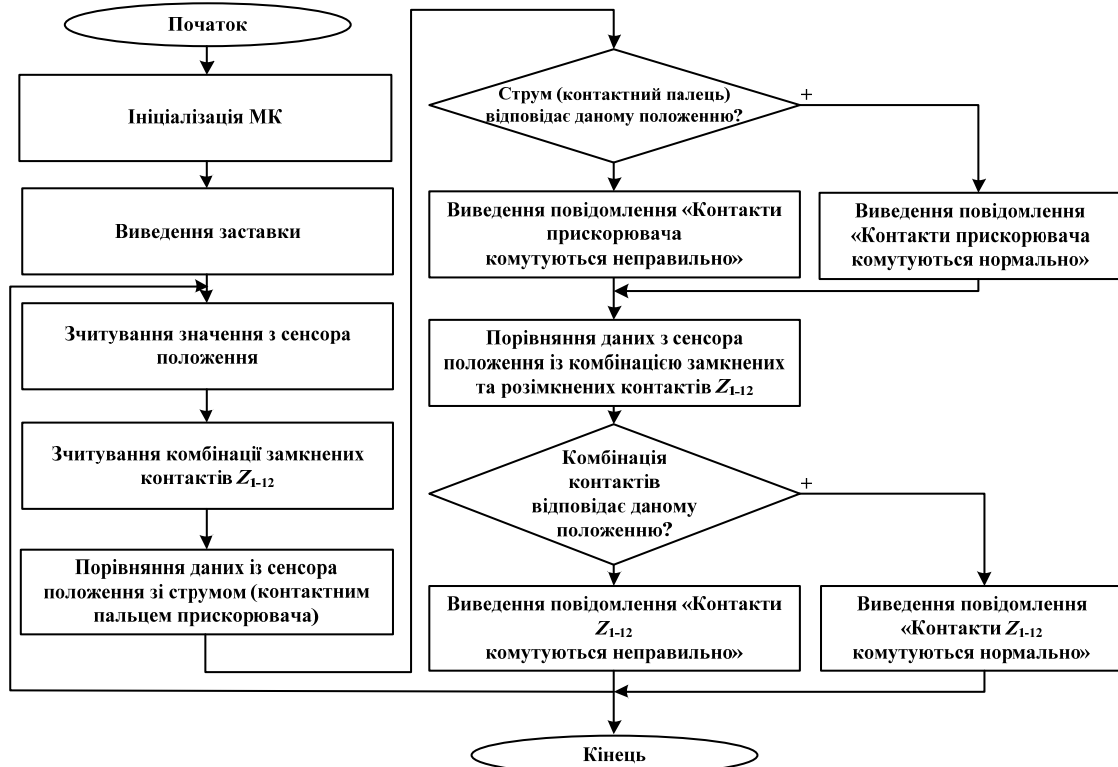 Початок
Ініціалізація МК
Виведення заставки
Зчитування значення з сенсора
положення
Зчитування комбінації замкнених
контактів Z1-12
Порівняння даних із сенсора
положення зі струмом (контактним
пальцем прискорювача)
Струм (контактний палець)
відповідає даному положенню?
+
Виведення повідомлення «Контакти
прискорювача
комутуються неправильно»
Виведення повідомлення
«Контакти прискорювача
комутуються нормально»
Порівняння даних з сенсора
положення із комбінацією замкнених
та розімкнених контактів Z1-12
Комбінація
контактів
відповідає даному
положенню?
+
Виведення повідомлення «Контакти
Z1-12
комутуються неправильно»
Виведення повідомлення
«Контакти Z1-12
комутуються нормально»
Кінець